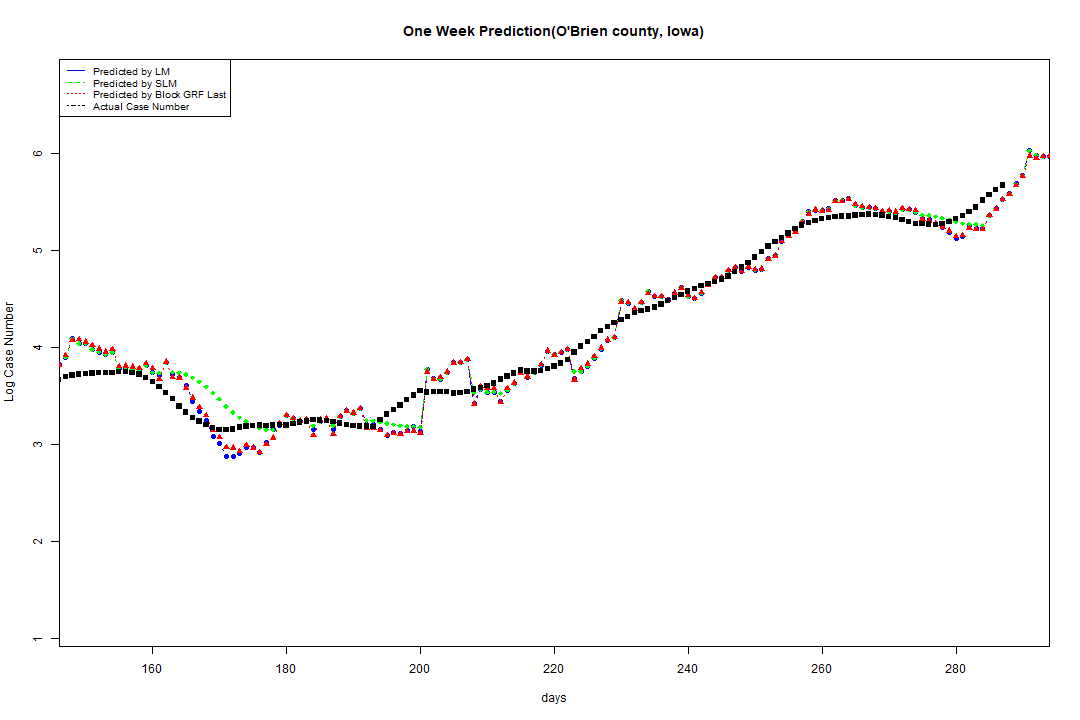 One Week Prediction(O'Brien county, Iowa)
Predicted by LM
Predicted by SLM
Predicted by Block GRF Last
Actual Case Number
6
5
4
3
2
1
Log Case Number
160 180 200 220 240 260 280
days